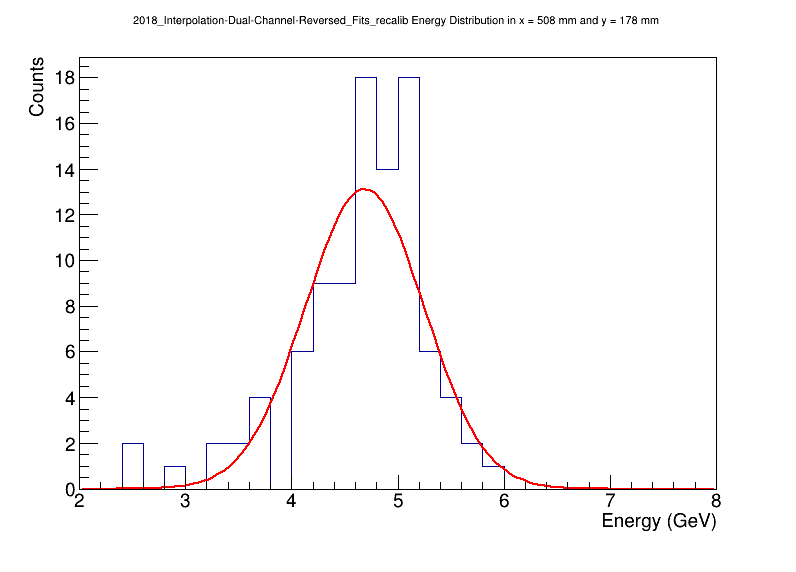 2018_Interpolation-Dual-Channel-Reversed_Fits_recalib Energy Distribution in x = 508 mm and y = 178 mm
Counts
18
16
14
12
10
8
6
4
2
0
2 3 4 5 6 7 8
Energy (GeV)